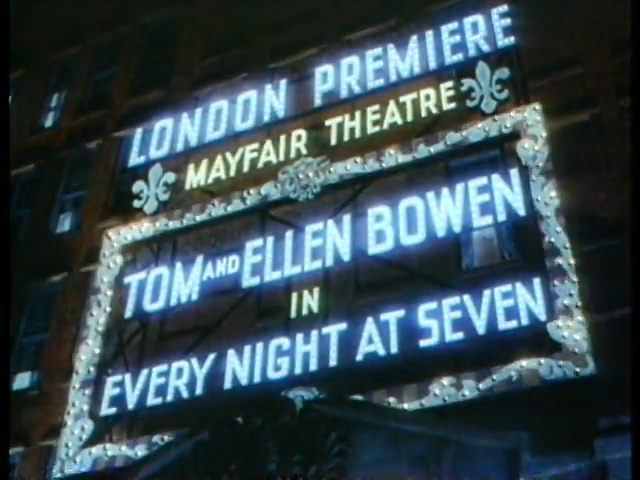 LONDON PREMIERE
MAYFAIR THEATRE
TOM AND ELLEN BOWEN
IN
EVERY NIGHT AT SEVEN